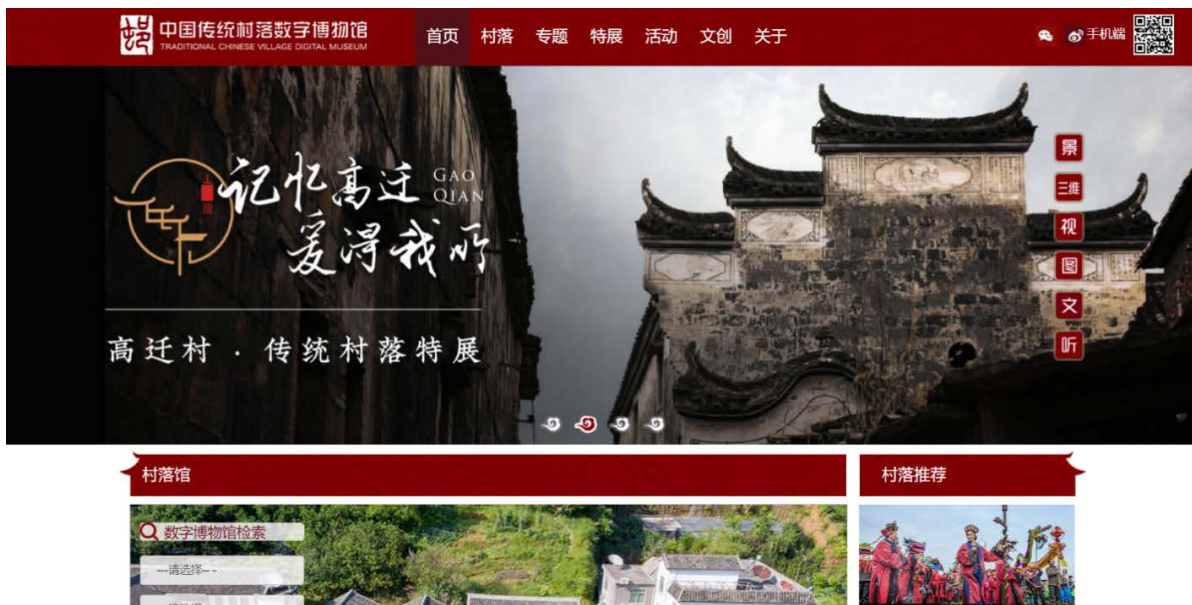 中国传统村落数字博物馆
TRADITIONAL CHINESE VILLAGE DIGITAL MUSEUM
首页 村落 专题 特展 活动 文创 关于
手机端
记忆高迁
GAO
QIAN
爰得我所
高迁村 · 传统村落特展
景
三维
视
图
文
听
村落馆
村落推荐
数字博物馆检索
---请选择---